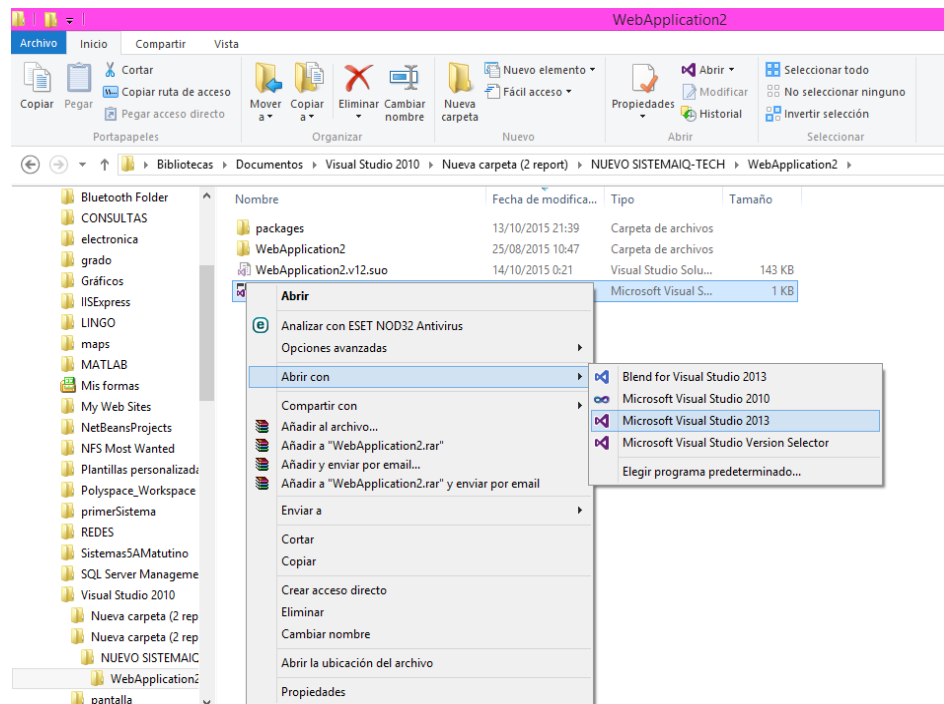 WebApplication2
Archivo Inicio Compartir Vista
Copiar
Pegar
Cortar
Copiar ruta de acceso
Pegar acceso directo
Portapapeles
Mover a
Copiar a
Eliminar
Cambiar nombre
Organizar
Nueva carpeta
Nuevo elemento
Fácil acceso
Nuevo
Propiedades
Abrir
Modificar
Historial
Abrir
Seleccionar todo
No seleccionar ninguno
Invertir selección
Seleccionar
Bibliotecas Documentos Visual Studio 2010 Nueva carpeta (2 report) NUEVO SISTEMAIQ-TECH WebApplication2
Bluetooth Folder
CONSULTAS
electronica
grado
Gráficos
IISExpress
LINGO
maps
MATLAB
Mis formas
My Web Sites
NetBeansProjects
NFS Most Wanted
Plantillas personalizada
Polyspace_Workspace
primerSistema
REDES
Sistemas5AMatutino
SQL Server Manageme
Visual Studio 2010
Nueva carpeta (2 rep
Nueva carpeta (2 rep
NUEVO SISTEMAIQ
WebApplication2
pantalla
Nombre Fecha de modifica... Tipo Tamaño
packages 13/10/2015 21:39 Carpeta de archivos
WebApplication2 25/08/2015 10:47 Carpeta de archivos
WebApplication2.v12.suo 14/10/2015 0:21 Visual Studio Solu... 143 KB
Microsoft Visual S... 1 KB
Abrir
Analizar con ESET NOD32 Antivirus
Opciones avanzadas
Abrir con
Compartir con
Añadir al archivo...
Añadir a "WebApplication2.rar"
Añadir y enviar por email...
Añadir a "WebApplication2.rar" y enviar por email
Enviar a
Cortar
Copiar
Crear acceso directo
Eliminar
Cambiar nombre
Abrir la ubicación del archivo
Propiedades
Blend for Visual Studio 2013
Microsoft Visual Studio 2010
Microsoft Visual Studio 2013
Microsoft Visual Studio Version Selector
Elegir programa predeterminado...